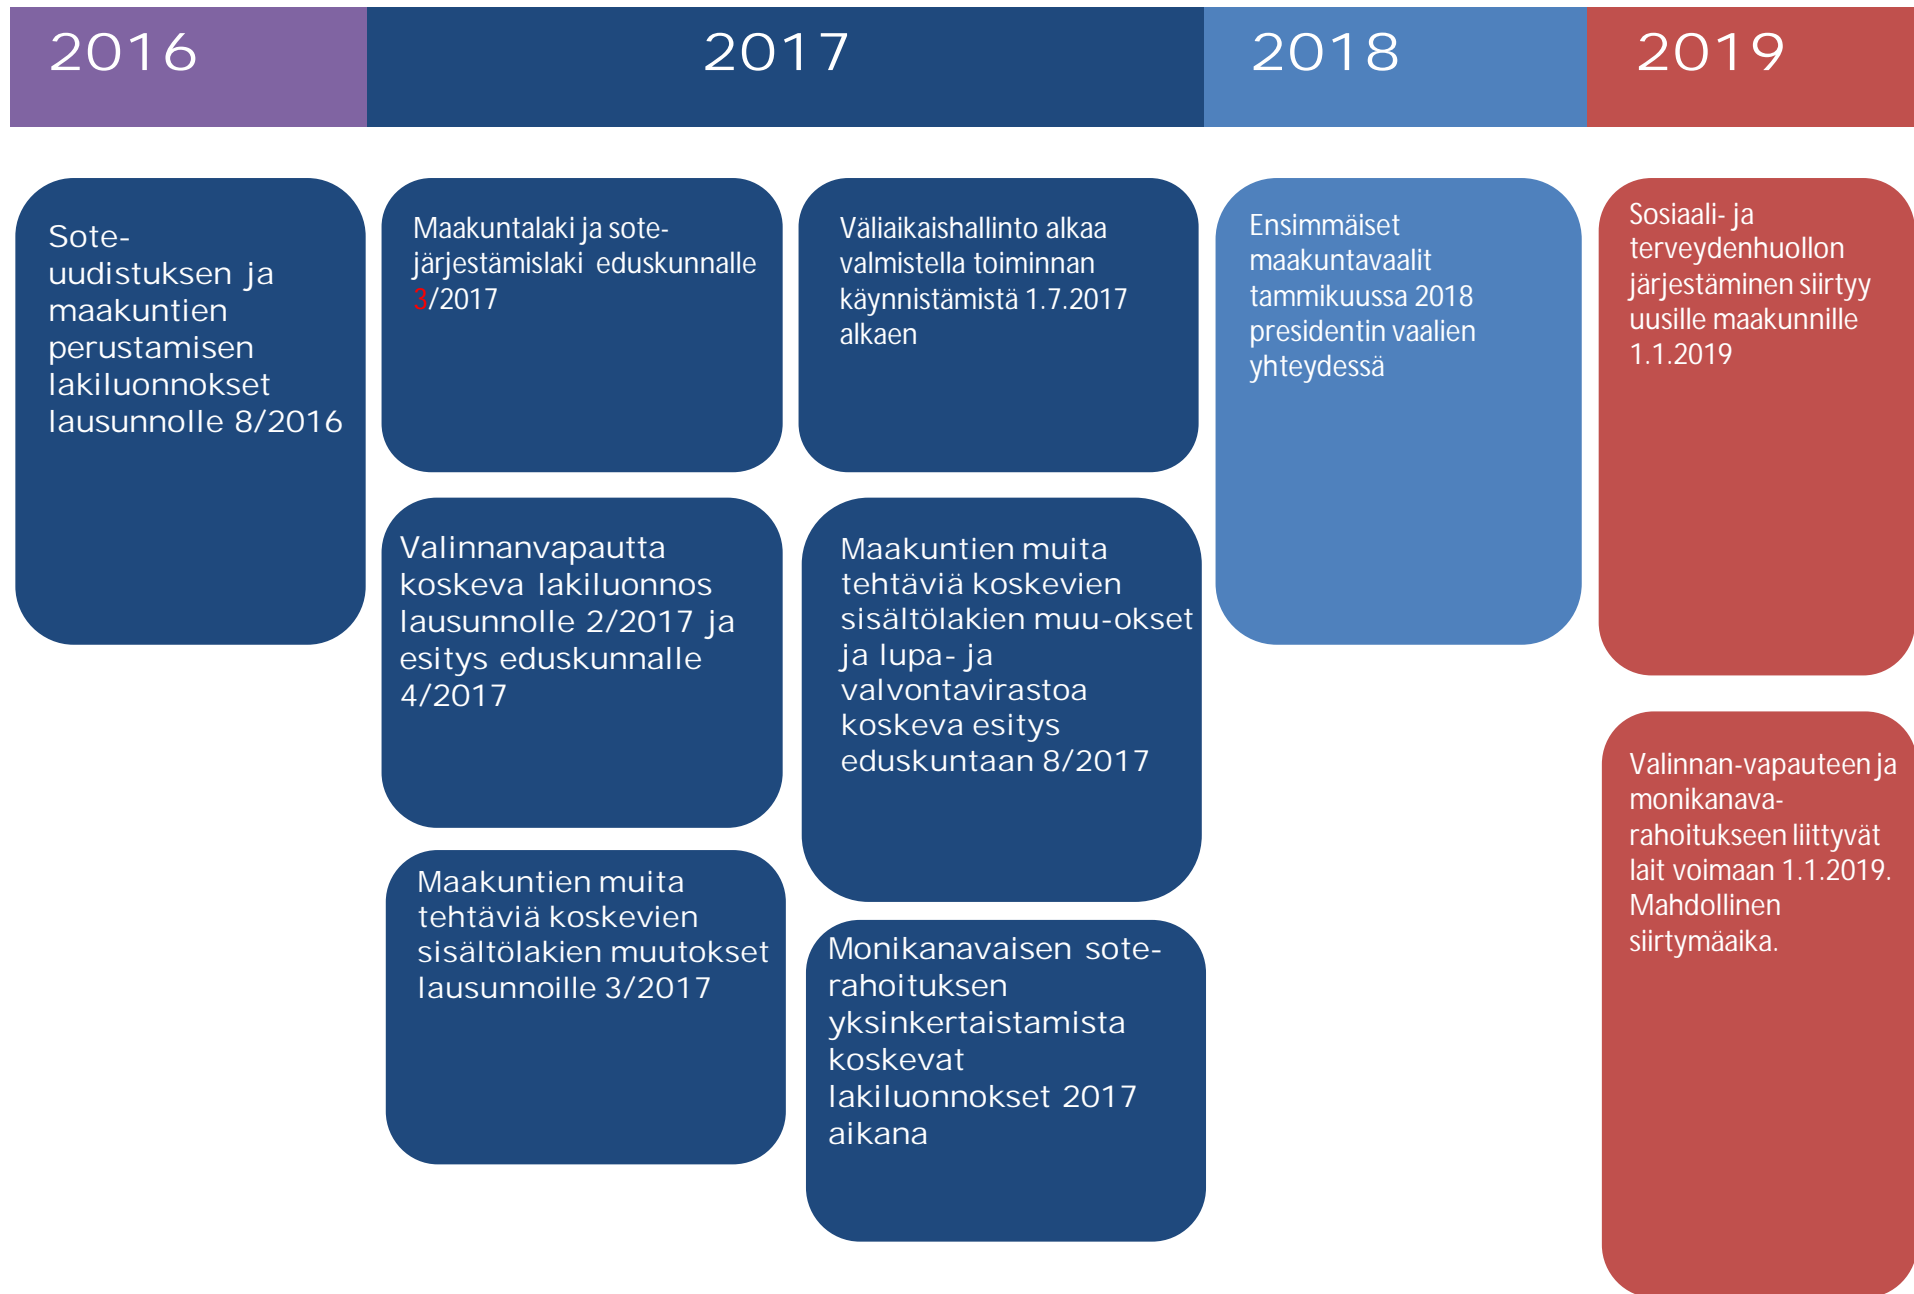 2016
2017
2018
2019
Sote-
uudistuksen ja
maakuntien
perustamisen
lakiluonnokset
lausunnolle 8/2016
Maakuntalaki ja sote-
järjestämislaki eduskunnalle
3/2017
Valinnanvapautta
koskeva lakiluonnos
lausunnolle 2/2017 ja
esitys eduskunnalle
4/2017
Maakuntien muita
tehtäviä koskevien
sisältölakien muutokset
lausunnoille 3/2017
Väliaikaishallinto alkaa
valmistella toiminnan
käynnistämistä 1.7.2017
alkaen
Maakuntien muita
tehtäviä koskevien
sisältölakien muu-okset
ja lupa- ja
valvontavirastoa
koskeva esitys
eduskuntaan 8/2017
Monikanavaisen sote-
rahoituksen
yksinkertaistamista
koskevat
lakiluonnokset 2017
aikana
Ensimmäiset
maakuntavaalit
tammikuussa 2018
presidentin vaalien
yhteydessä
Sosiaali- ja
terveydenhuollon
järjestäminen siirtyy
uusille maakunnille
1.1.2019
Valinnan-vapauteen ja
monikanava-
rahoitukseen liittyvät
lait voimaan 1.1.2019.
Mahdollinen
siirtymäaika.